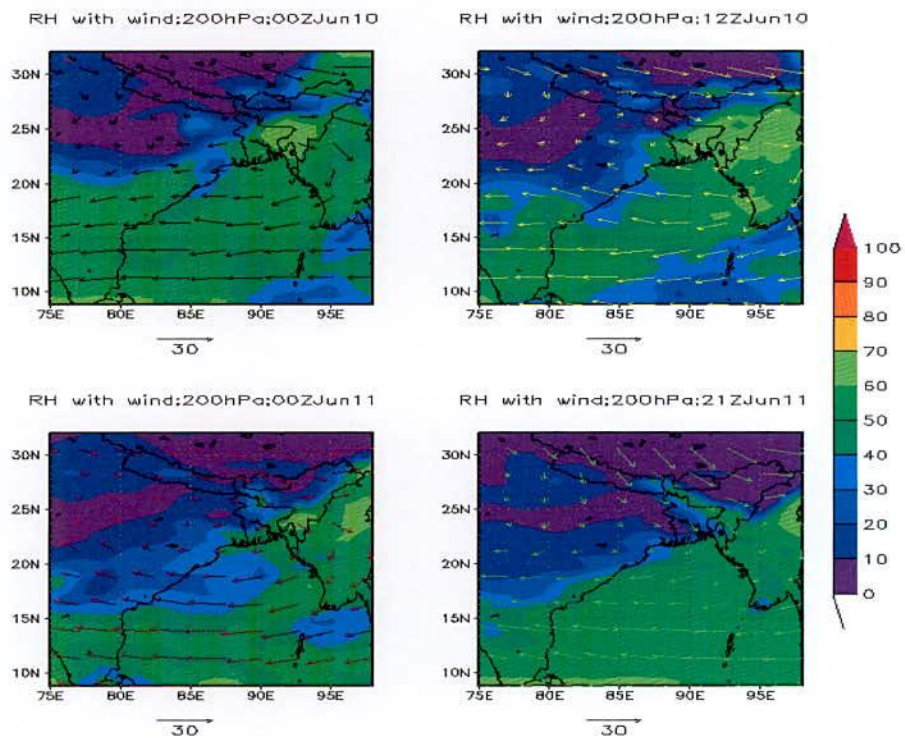 RH with wind;200hPa;00ZJun10
RH with wind;200hPa;12ZJun10
30N
25N
20N
15N
10N
75E 80E 85E 90E 95E
30
30N
25N
20N
15N
10N
75E 80E 85E 90E 95E
30
RH with wind;200hPa;00ZJun11
RH with wind;200hPa;21ZJun11
30N
25N
20N
15N
10N
75E 80E 85E 90E 95E
30
30N
25N
20N
15N
10N
75E 80E 85E 90E 95E
30
100
90
80
70
60
50
40
30
20
10
0